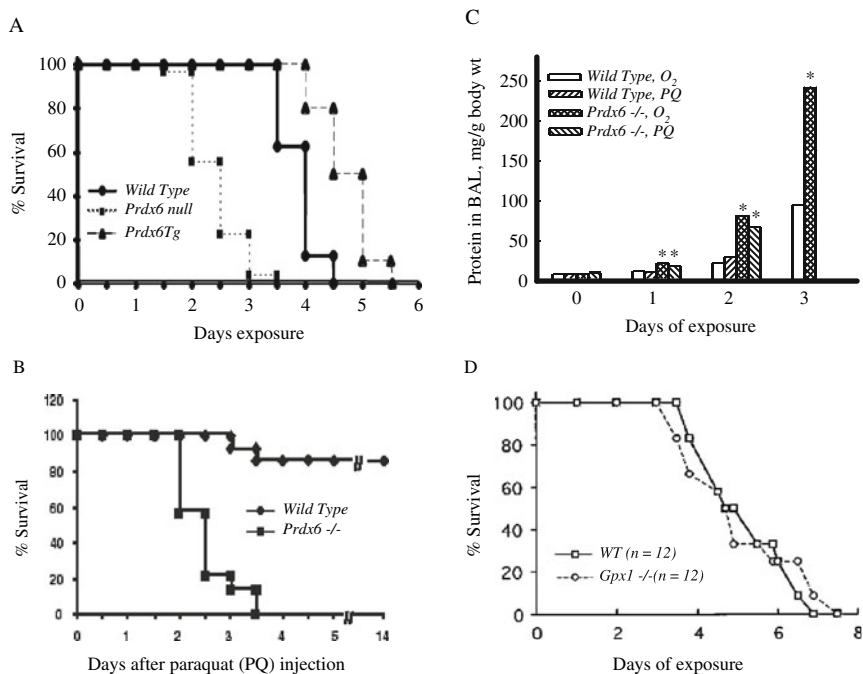 A
100
80
60
40
20
0
% Survival
Wild Type
Prdx6 null
Prdx6Tg
0 1 2 3 4 5 6
Days exposure
B
120
100
80
60
40
20
0
% Survival
Wild Type
Prdx6 -/-
0 1 2 3 4 5 14
Days after paraquat (PQ) injection
C
250
200
150
100
50
0
Protein in BAL, mg/g body wt
Wild Type, O2
Wild Type, PQ
Prdx6 -/-, O2
Prdx6 -/-, PQ
* * * * *
0 1 2 3
Days of exposure
D
100
80
60
40
20
0
% Survival
WT (n = 12)
Gpx1 -/-(n = 12)
0 2 4 6 8
Days of exposure